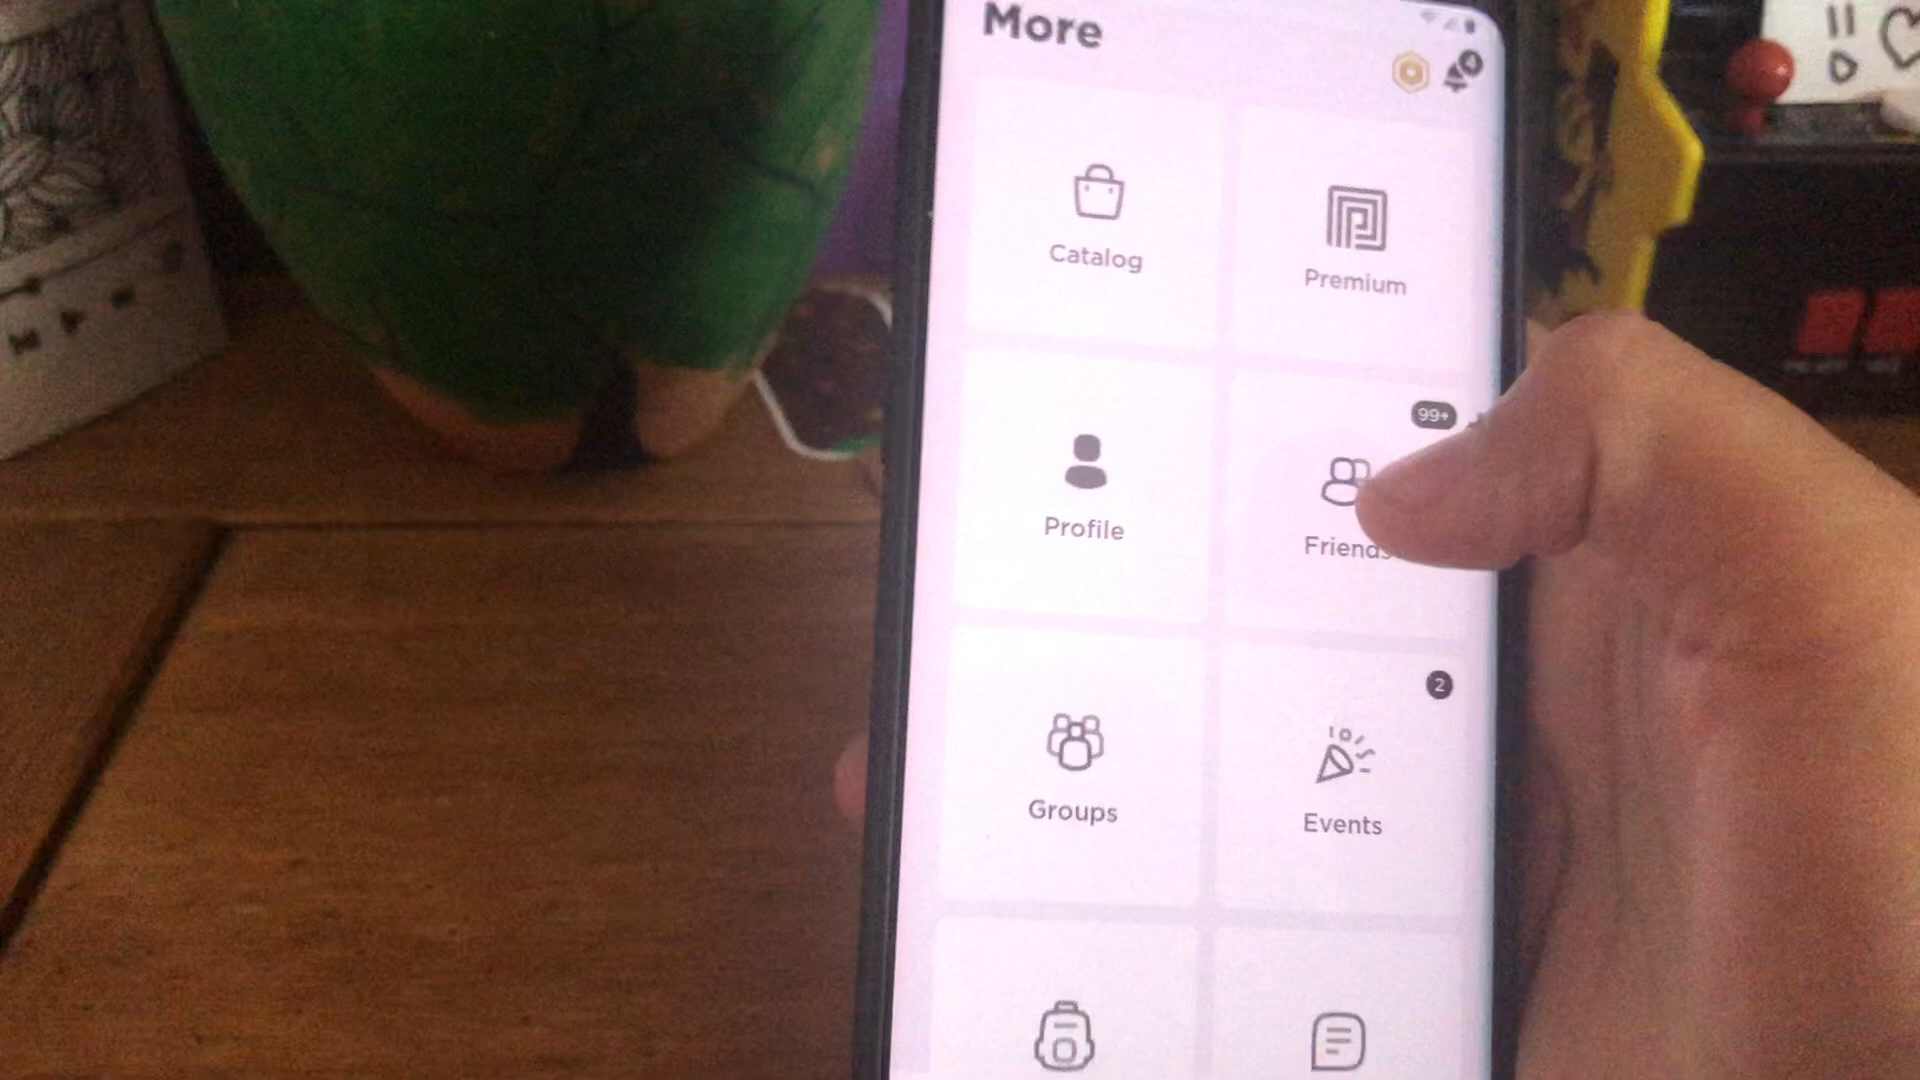 More
Catalog
Premium
Profile
99+
Friends
Groups
2
Events